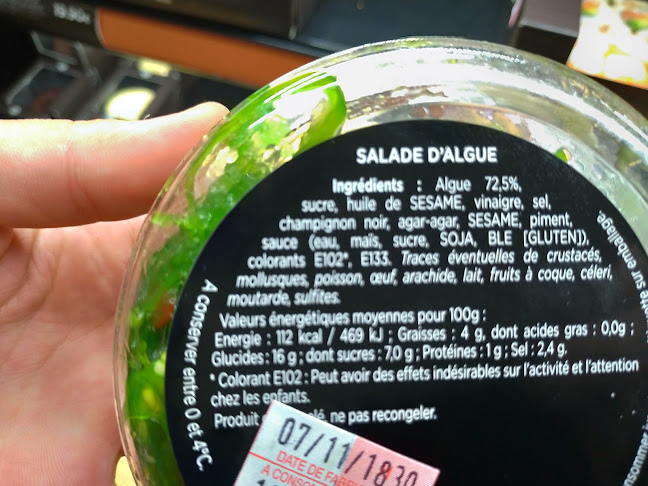 SALADE D'ALGUE
Ingrédients : Algue 72,5%,
sucre, huile de SESAME, vinaigre, sel,
champignon noir, agar-agar, SESAME, piment,
sauce (eau, maïs, sucre, SOJA, BLE [GLUTEN]),
colorants E102*, E133. Traces éventuelles de crustacés,
mollusques, poisson, œuf, arachide, lait, fruits à coque, céleri,
moutarde, sulfites.
Valeurs énergétiques moyennes pour 100g :
Energie : 112 kcal / 469 kJ ; Graisses : 4 g, dont acides gras : 0,0g ;
Glucides : 16 g ; dont sucres : 7,0 g ; Protéines : 1 g ; Sel : 2,4 g.
* Colorant E102 : Peut avoir des effets indésirables sur l'activité et l'attention
chez les enfants.
Produit ne pas recongeler.
A conserver entre 0 et 4°C.
sur emballage.
07/11/18
DATE DE
A